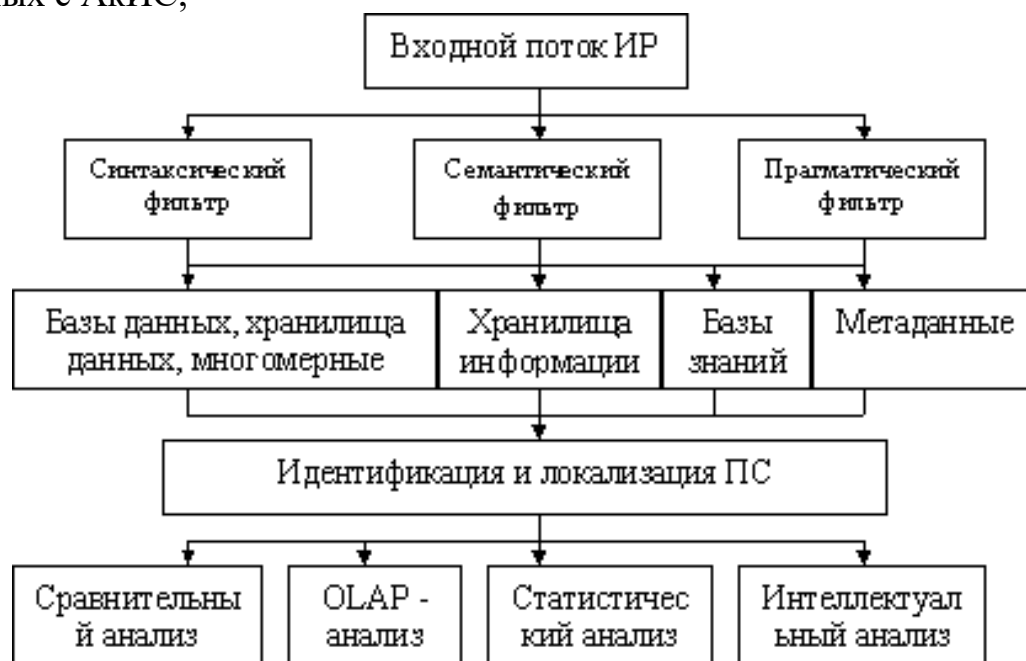 с АкИС,
Входной поток ИР
Синтаксический
фильтр
Семантический
фильтр
Прагматический
фильтр
Базы данных, хранилища
данных, многомерные
Хранилища
информации
Базы
знаний
Метаданные
Идентификация и локализация ПС
Сравнительны
й анализ
OLAP -
анализ
Статистичес
кий анализ
Интеллектуал
ьный анализ